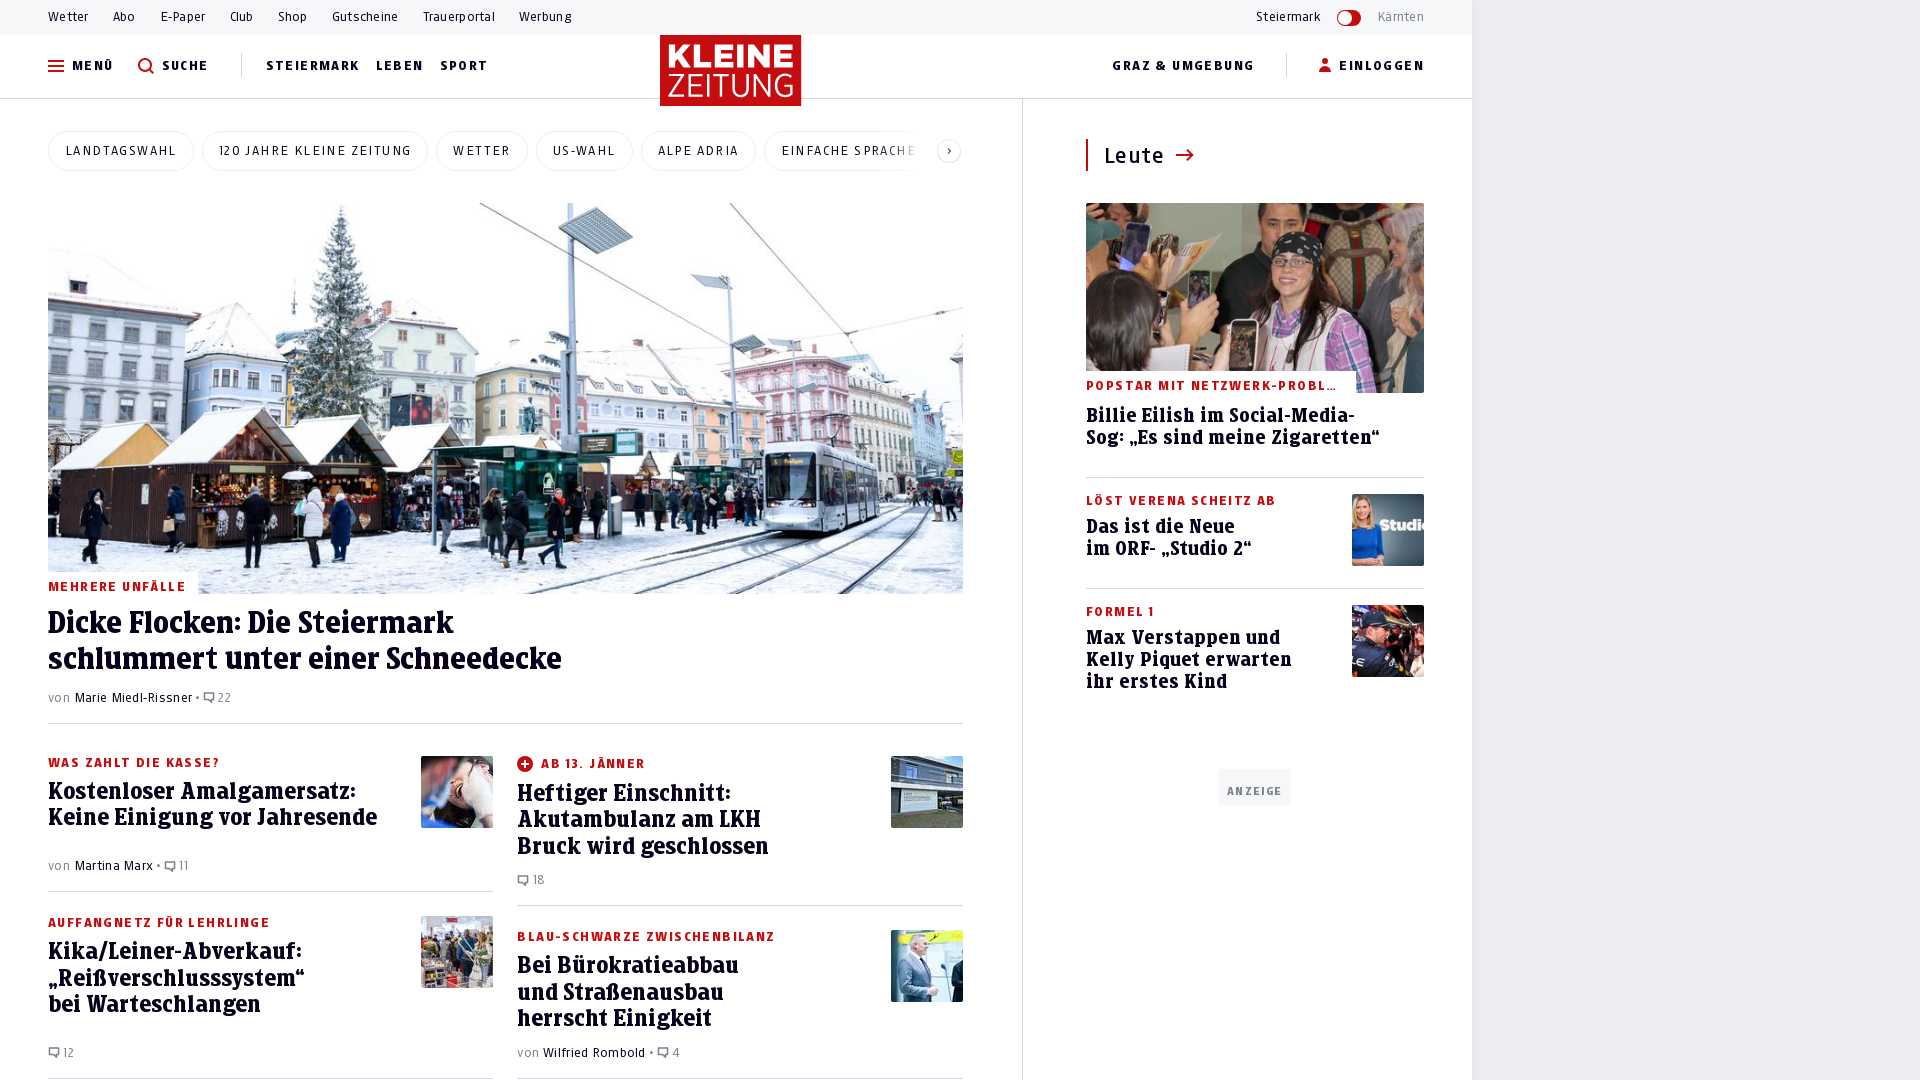 Wetter Abo E-Paper Club Shop Gutscheine Trauerportal Werbung Steiermark Kärnten
MENÜ SUCHE STEIERMARK LEBEN SPORT KLEINE ZEITUNG GRAZ & UMGEBUNG EINLOGGEN
LANDTAGSWAHL 120 JAHRE KLEINE ZEITUNG WETTER US-WAHL ALPE ADRIA EINFACHE SPRACHE
MEHRERE UNFÄLLE
Dicke Flocken: Die Steiermark
schlummert unter einer Schneedecke
von Marie Miedl-Rissner • 22
WAS ZAHLT DIE KASSE?
Kostenloser Amalgamersatz:
Keine Einigung vor Jahresende
von Martina Marx • 11
AB 13. JÄNNER
Heftiger Einschnitt:
Akutambulanz am LKH
Bruck wird geschlossen
18
AUFFANGNETZ FÜR LEHRLINGE
Kika/Leiner-Abverkauf:
„Reißverschlusssystem“
bei Warteschlangen
12
BLAU-SCHWARZE ZWISCHENBILANZ
Bei Bürokratieabbau
und Straßenausbau
herrscht Einigkeit
von Wilfried Rombold • 4
Leute
POPSTAR MIT NETZWERK-PROBL...
Billie Eilish im Social-Media-
Sog: „Es sind meine Zigaretten“
LÖST VERENA SCHEITZ AB
Das ist die Neue
im ORF- „Studio 2“
Studio
FORMEL 1
Max Verstappen und
Kelly Piquet erwarten
ihr erstes Kind
ANZEIGE